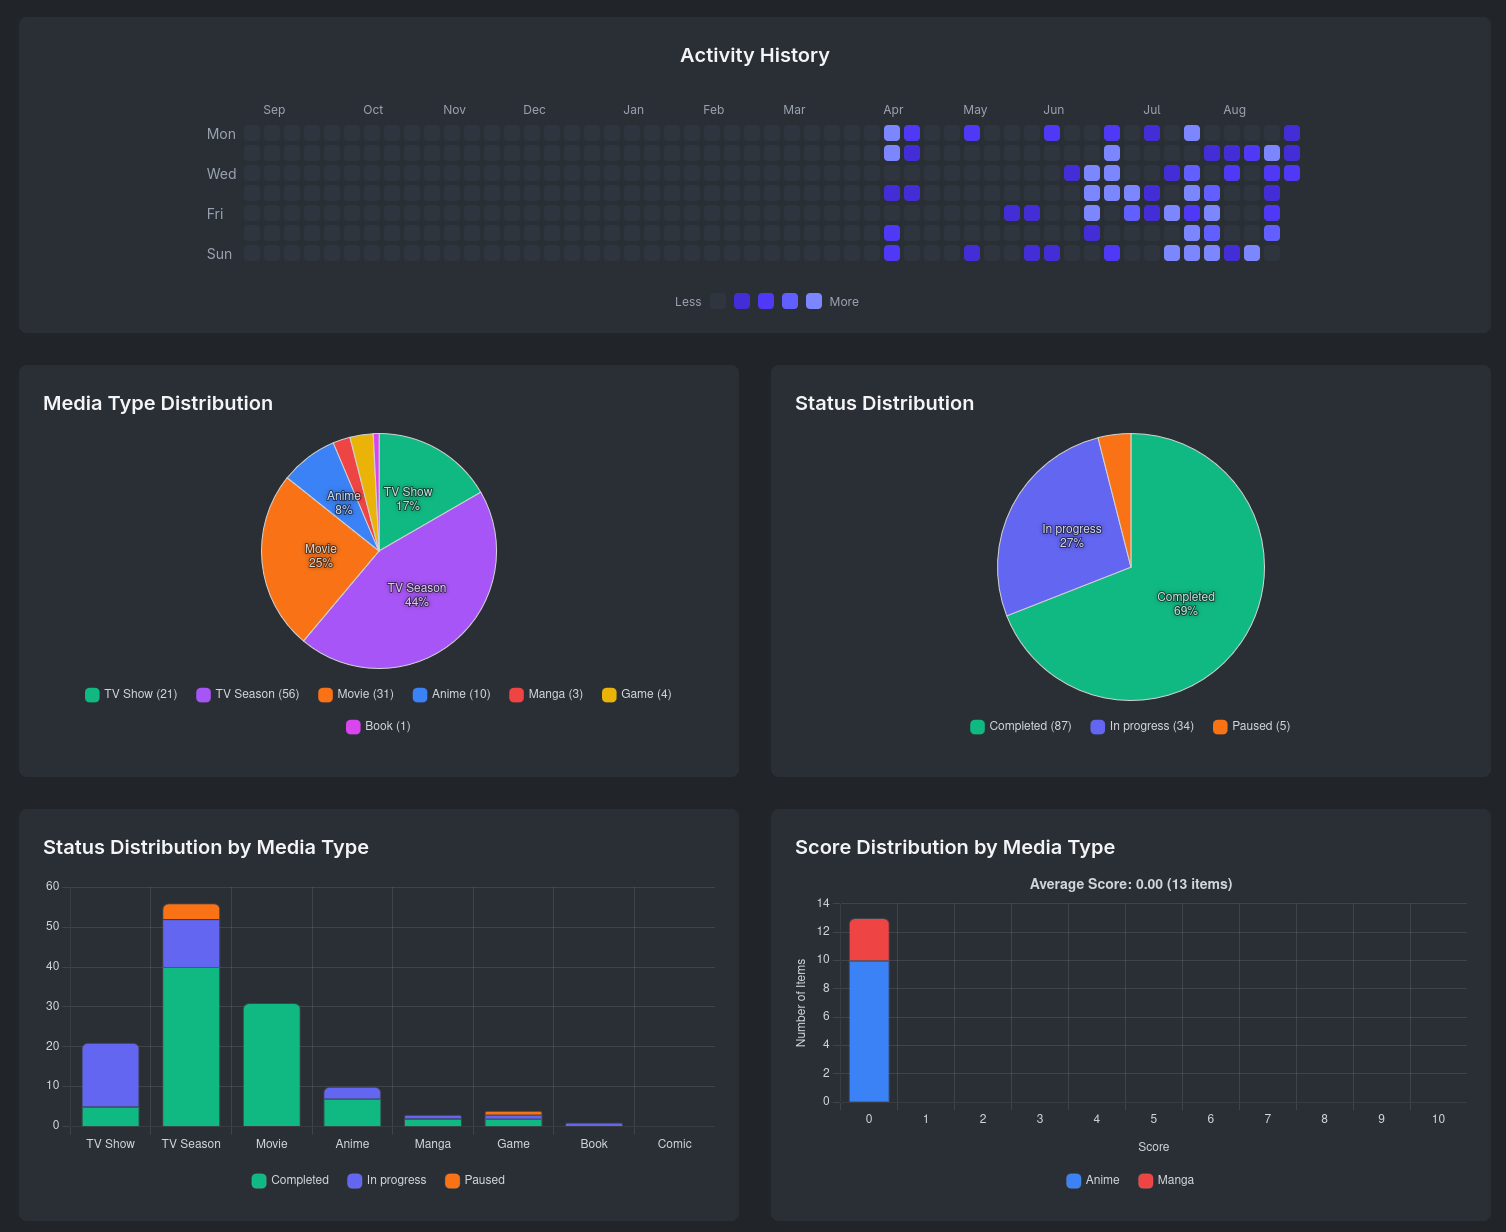 Activity History
Sep Oct Nov Dec Jan Feb Mar Apr May Jun Jul Aug
Mon
Wed
Fri
Sun
Less More
Media Type Distribution
TV Show
17%
TV Season
44%
Movie
25%
Anime
8%
TV Show (21) TV Season (56) Movie (31) Anime (10) Manga (3) Game (4)
Book (1)
Status Distribution
In progress
27%
Completed
69%
Completed (87) In progress (34) Paused (5)
Status Distribution by Media Type
60
50
40
30
20
10
0
TV Show TV Season Movie Anime Manga Game Book Comic
Completed In progress Paused
Score Distribution by Media Type
Average Score: 0.00 (13 items)
Number of Items
14
12
10
8
6
4
2
0
0 1 2 3 4 5 6 7 8 9 10
Score
Anime Manga